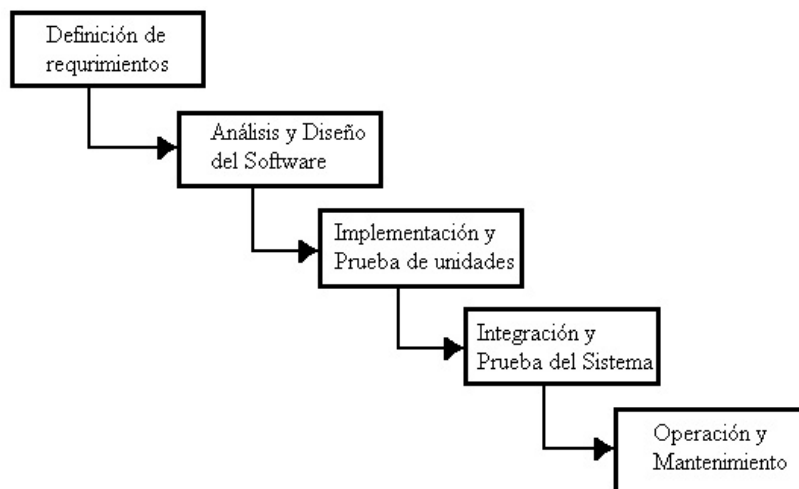 Definición de
requrimientos
Análisis y Diseño
del Software
Implementación y
Prueba de unidades
Integración y
Prueba del Sistema
Operación y
Mantenimiento